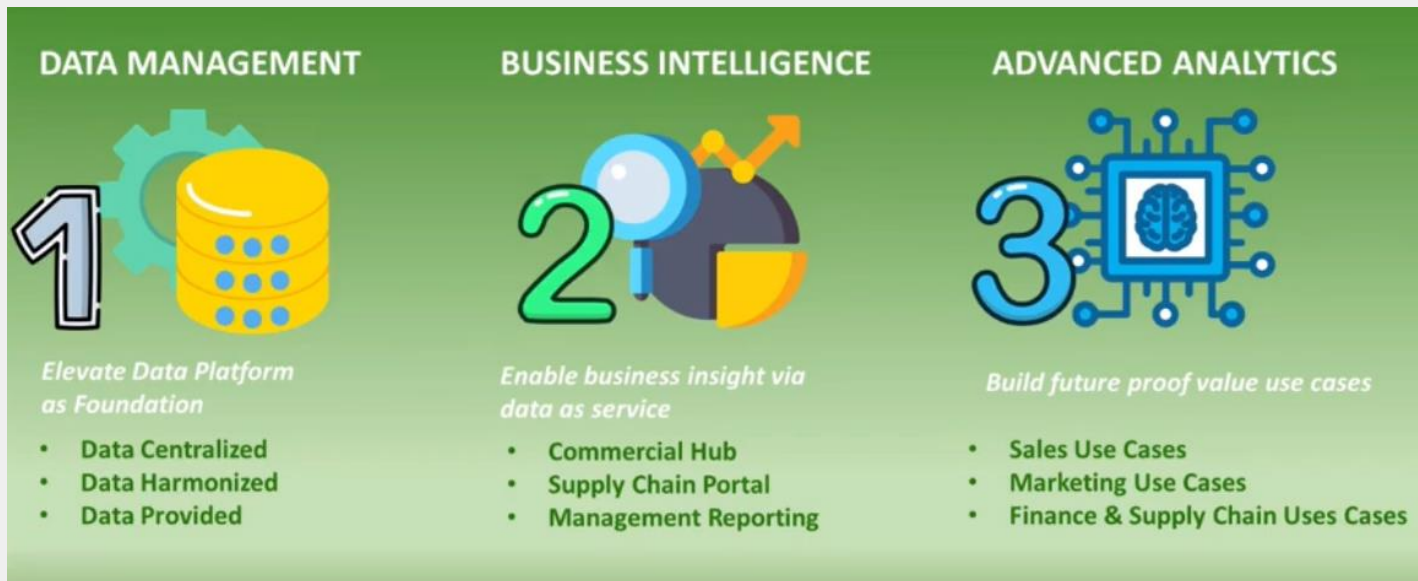 DATA MANAGEMENT
1
Elevate Data Platform
as Foundation
• Data Centralized
• Data Harmonized
• Data Provided
BUSINESS INTELLIGENCE
2
Enable business insight via
data as service
• Commercial Hub
• Supply Chain Portal
• Management Reporting
ADVANCED ANALYTICS
3
Build future proof value use cases
• Sales Use Cases
• Marketing Use Cases
• Finance & Supply Chain Uses Cases